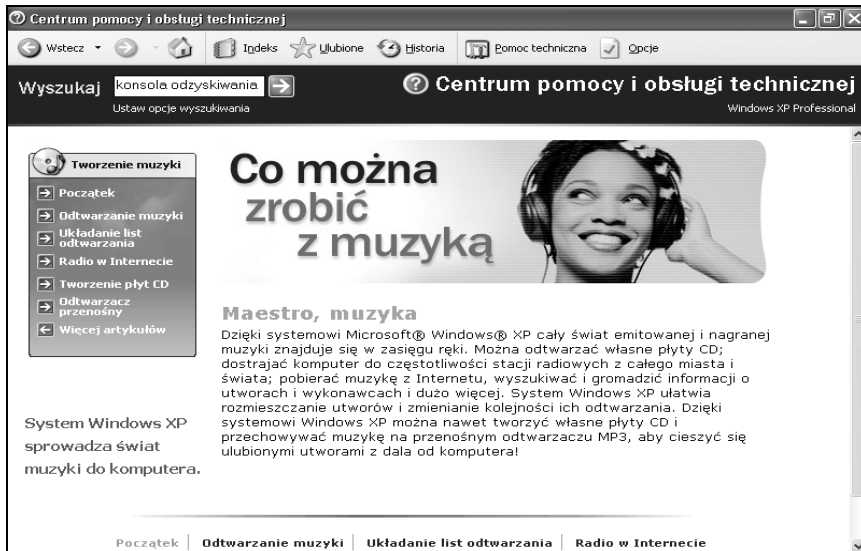 Centrum pomocy i obsługi technicznej
Wstecz Indeks Ulubione Historia Pomoc techniczna Opcje
Wyszukaj konsola odzyskiwania Centrum pomocy i obsługi technicznej
Ustaw opcje wyszukiwania Windows XP Professional
Tworzenie muzyki
Początek
Odtwarzanie muzyki
Układanie list
odtwarzania
Radio w Internecie
Tworzenie płyt CD
Odtwarzacz
przenośny
Więcej artykułów
System Windows XP
sprowadza świat
muzyki do komputera.
Co można
zrobić
z muzyką
Maestro, muzyka
Dzięki systemowi Microsoft® Windows® XP cały świat emitowanej i nagranej
muzyki znajduje się w zasięgu ręki. Można odtwarzać własne płyty CD;
dostrajać komputer do częstotliwości stacji radiowych z całego miasta i
świata; pobierać muzykę z Internetu, wyszukiwać i gromadzić informacji o
utworach i wykonawcach i dużo więcej. System Windows XP ułatwia
rozmieszczanie utworów i zmienianie kolejności ich odtwarzania. Dzięki
systemowi Windows XP można nawet tworzyć własne płyty CD i
przechowywać muzykę na przenośnym odtwarzaczu MP3, aby cieszyć się
ulubionymi utworami z dala od komputera!
Początek | Odtwarzanie muzyki | Układanie list odtwarzania | Radio w Internecie